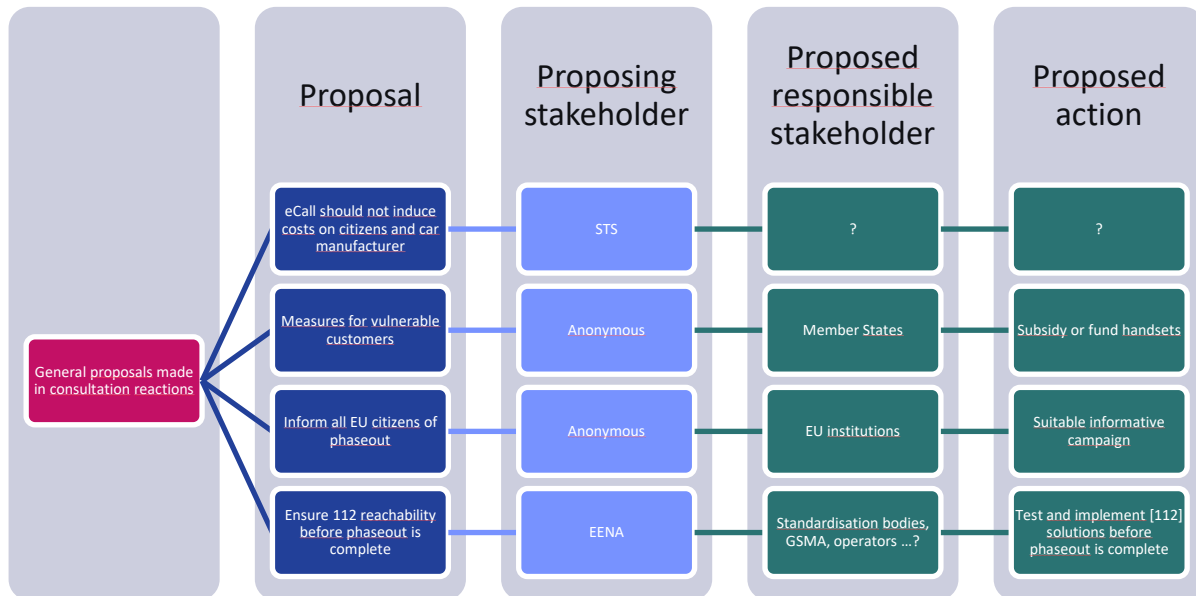 Proposal
Proposing
stakeholder
Proposed
responsible
stakeholder
Proposed
action
General proposals made
in consultation reactions
eCall should not induce
costs on citizens and car
manufacturer
STS
?
?
Measures for vulnerable
customers
Anonymous
Member States
Subsidy or fund handsets
Inform all EU citizens of
phaseout
Anonymous
EU institutions
Suitable informative
campaign
Ensure 112 reachability
before phaseout is
complete
EENA
Standardisation bodies,
GSMA, operators …?
Test and implement [112]
solutions before
phaseout is complete